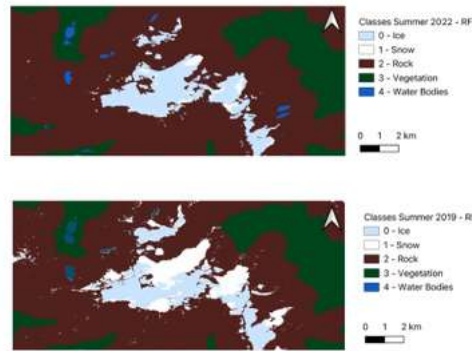 Classes Summer 2022 - RF
0 - Ice
1 - Snow
2 - Rock
3 - Vegetation
4 - Water Bodies
0 1 2 km
Classes Summer 2019 - R
0 - Ice
1 - Snow
2 - Rock
3 - Vegetation
4 - Water Bodies
0 1 2 km